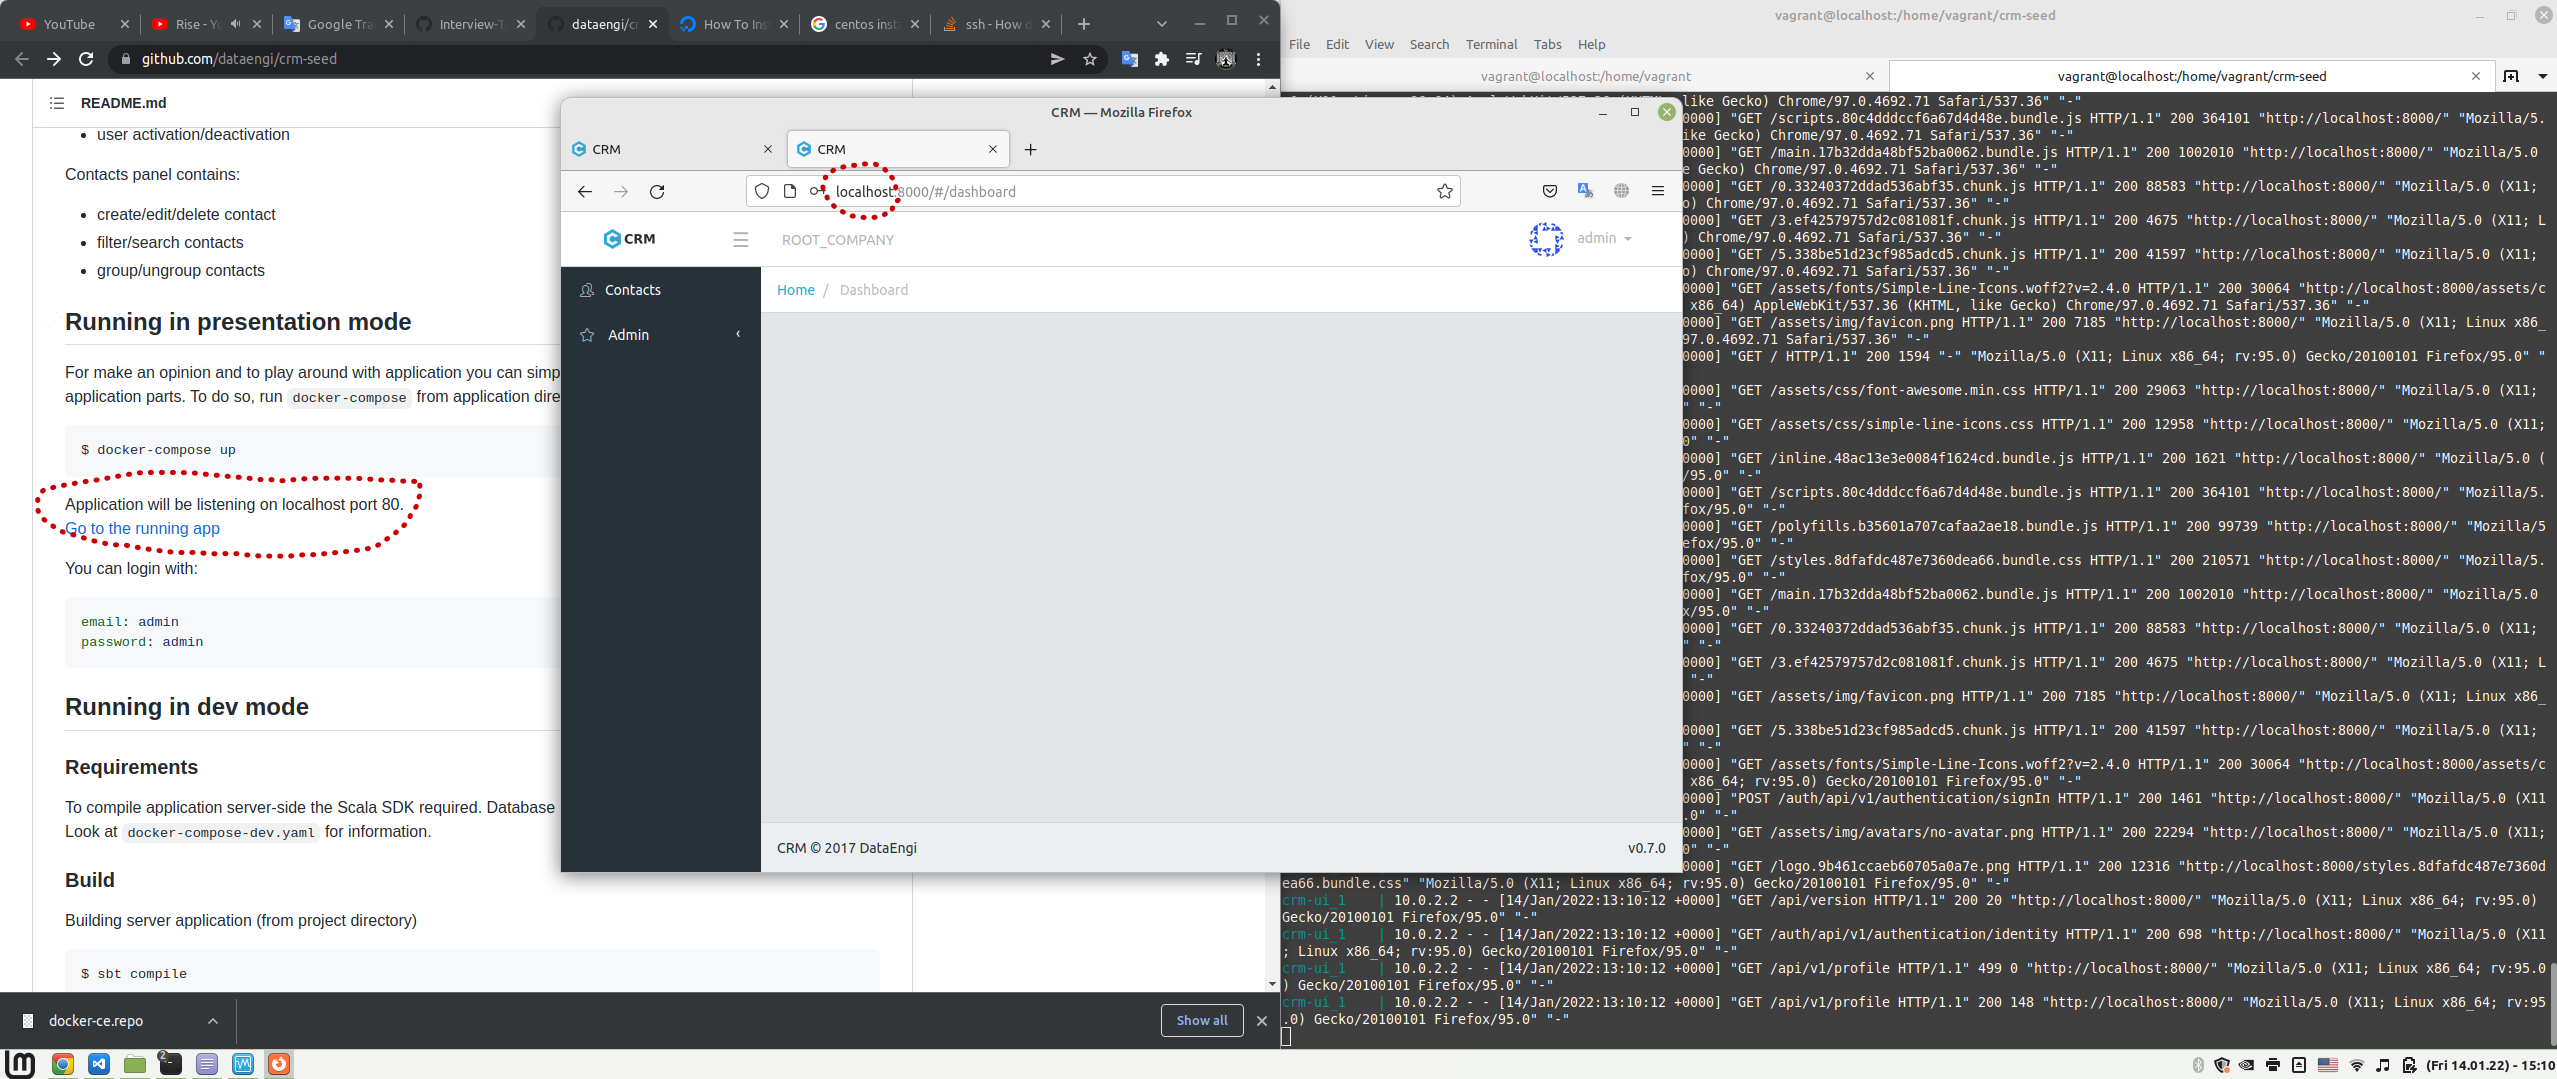 YouTube
Rise - Y
Google Tra
Interview-T
dataengi/cr
How To Ins
centos inst
ssh - How d
github.com/dataengi/crm-seed
README.md
user activation/deactivation
Contacts panel contains:
create/edit/delete contact
filter/search contacts
group/ungroup contacts
Running in presentation mode
For make an opinion and to play around with application you can simp
application parts. To do so, run docker-compose from application dire
$ docker-compose up
Application will be listening on localhost port 80.
Go to the running app
You can login with:
email: admin
password: admin
Running in dev mode
Requirements
To compile application server-side the Scala SDK required. Database
Look at docker-compose-dev.yaml for information.
Build
Building server application (from project directory)
$ sbt compile
docker-ce.repo
Show all
CRM — Mozilla Firefox
CRM
CRM
localhost:8000/#/dashboard
CRM
ROOT_COMPANY
admin
Contacts
Admin
Home / Dashboard
CRM © 2017 DataEngi
v0.7.0
vagrant@localhost:/home/vagrant/crm-seed
File Edit View Search Terminal Tabs Help
vagrant@localhost:/home/vagrant
vagrant@localhost:/home/vagrant/crm-seed
like Gecko) Chrome/97.0.4692.71 Safari/537.36" "-"
0000] "GET /scripts.80c4dddccf6a67d4d48e.bundle.js HTTP/1.1" 200 364101 "http://localhost:8000/" "Mozilla/5.
ike Gecko) Chrome/97.0.4692.71 Safari/537.36" "-"
0000] "GET /main.17b32dda48bf52ba0062.bundle.js HTTP/1.1" 200 1002010 "http://localhost:8000/" "Mozilla/5.0
e Gecko) Chrome/97.0.4692.71 Safari/537.36" "-"
0000] "GET /0.33240372ddad536abf35.chunk.js HTTP/1.1" 200 88583 "http://localhost:8000/" "Mozilla/5.0 (X11;
o) Chrome/97.0.4692.71 Safari/537.36" "-"
0000] "GET /3.ef42579757d2c081081f.chunk.js HTTP/1.1" 200 4675 "http://localhost:8000/" "Mozilla/5.0 (X11; L
) Chrome/97.0.4692.71 Safari/537.36" "-"
0000] "GET /5.338be51d23cf985adcd5.chunk.js HTTP/1.1" 200 41597 "http://localhost:8000/" "Mozilla/5.0 (X11;
o) Chrome/97.0.4692.71 Safari/537.36" "-"
0000] "GET /assets/fonts/Simple-Line-Icons.woff2?v=2.4.0 HTTP/1.1" 200 30064 "http://localhost:8000/assets/c
x86_64) AppleWebKit/537.36 (KHTML, like Gecko) Chrome/97.0.4692.71 Safari/537.36" "-"
0000] "GET /assets/img/favicon.png HTTP/1.1" 200 7185 "http://localhost:8000/" "Mozilla/5.0 (X11; Linux x86_
97.0.4692.71 Safari/537.36" "-"
0000] "GET / HTTP/1.1" 200 1594 "-" "Mozilla/5.0 (X11; Linux x86_64; rv:95.0) Gecko/20100101 Firefox/95.0" "
0000] "GET /assets/css/font-awesome.min.css HTTP/1.1" 200 29063 "http://localhost:8000/" "Mozilla/5.0 (X11;
" "-"
0000] "GET /assets/css/simple-line-icons.css HTTP/1.1" 200 12958 "http://localhost:8000/" "Mozilla/5.0 (X11;
0" "-"
0000] "GET /inline.48ac13e3e0084f1624cd.bundle.js HTTP/1.1" 200 1621 "http://localhost:8000/" "Mozilla/5.0 (
/95.0" "-"
0000] "GET /scripts.80c4dddccf6a67d4d48e.bundle.js HTTP/1.1" 200 364101 "http://localhost:8000/" "Mozilla/5.
fox/95.0" "-"
0000] "GET /polyfills.b35601a707cafaa2ae18.bundle.js HTTP/1.1" 200 99739 "http://localhost:8000/" "Mozilla/5
efox/95.0" "-"
0000] "GET /styles.8dfafdc487e7360dea66.bundle.css HTTP/1.1" 200 210571 "http://localhost:8000/" "Mozilla/5.
fox/95.0" "-"
0000] "GET /main.17b32dda48bf52ba0062.bundle.js HTTP/1.1" 200 1002010 "http://localhost:8000/" "Mozilla/5.0
x/95.0" "-"
0000] "GET /0.33240372ddad536abf35.chunk.js HTTP/1.1" 200 88583 "http://localhost:8000/" "Mozilla/5.0 (X11;
" "-"
0000] "GET /3.ef42579757d2c081081f.chunk.js HTTP/1.1" 200 4675 "http://localhost:8000/" "Mozilla/5.0 (X11; L
"-"
0000] "GET /assets/img/favicon.png HTTP/1.1" 200 7185 "http://localhost:8000/" "Mozilla/5.0 (X11; Linux x86_
0000] "GET /5.338be51d23cf985adcd5.chunk.js HTTP/1.1" 200 41597 "http://localhost:8000/" "Mozilla/5.0 (X11;
" "-"
0000] "GET /assets/fonts/Simple-Line-Icons.woff2?v=2.4.0 HTTP/1.1" 200 30064 "http://localhost:8000/assets/c
x86_64; rv:95.0) Gecko/20100101 Firefox/95.0" "-"
0000] "POST /auth/api/v1/authentication/signIn HTTP/1.1" 200 1461 "http://localhost:8000/" "Mozilla/5.0 (X11
.0" "-"
0000] "GET /assets/img/avatars/no-avatar.png HTTP/1.1" 200 22294 "http://localhost:8000/" "Mozilla/5.0 (X11;
0" "-"
0000] "GET /logo.9b461ccaeb60705a0a7e.png HTTP/1.1" 200 12316 "http://localhost:8000/styles.8dfafdc487e7360d
ea66.bundle.css" "Mozilla/5.0 (X11; Linux x86_64; rv:95.0) Gecko/20100101 Firefox/95.0" "-"
crm-ui_1 | 10.0.2.2 - - [14/Jan/2022:13:10:12 +0000] "GET /api/version HTTP/1.1" 200 20 "http://localhost:8000/" "Mozilla/5.0 (X11; Linux x86_64; rv:95.0)
Gecko/20100101 Firefox/95.0" "-"
crm-ui_1 | 10.0.2.2 - - [14/Jan/2022:13:10:12 +0000] "GET /auth/api/v1/authentication/identity HTTP/1.1" 200 698 "http://localhost:8000/" "Mozilla/5.0 (X11
; Linux x86_64; rv:95.0) Gecko/20100101 Firefox/95.0" "-"
crm-ui_1 | 10.0.2.2 - - [14/Jan/2022:13:10:12 +0000] "GET /api/v1/profile HTTP/1.1" 499 0 "http://localhost:8000/" "Mozilla/5.0 (X11; Linux x86_64; rv:95.0
) Gecko/20100101 Firefox/95.0" "-"
crm-ui_1 | 10.0.2.2 - - [14/Jan/2022:13:10:12 +0000] "GET /api/v1/profile HTTP/1.1" 200 148 "http://localhost:8000/" "Mozilla/5.0 (X11; Linux x86_64; rv:95
.0) Gecko/20100101 Firefox/95.0" "-"
2
(Fri 14.01.22) - 15:10